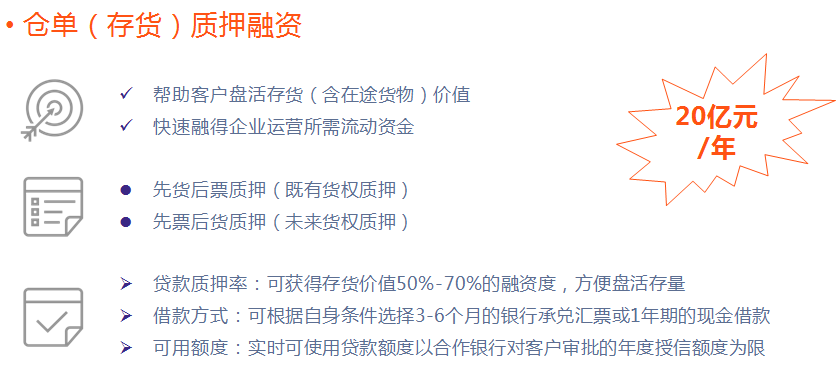 • 仓单（存货）质押融资
✓ 帮助客户盘活存货（含在途货物）价值
✓ 快速融得企业运营所需流动资金
20亿元
/年
● 先货后票质押（既有货权质押）
● 先票后货质押（未来货权质押）
➢ 贷款质押率：可获得存货价值50%-70%的融资度，方便盘活存量
➢ 借款方式：可根据自身条件选择3-6个月的银行承兑汇票或1年期的现金借款
➢ 可用额度：实时可使用贷款额度以合作银行对客户审批的年度授信额度为限